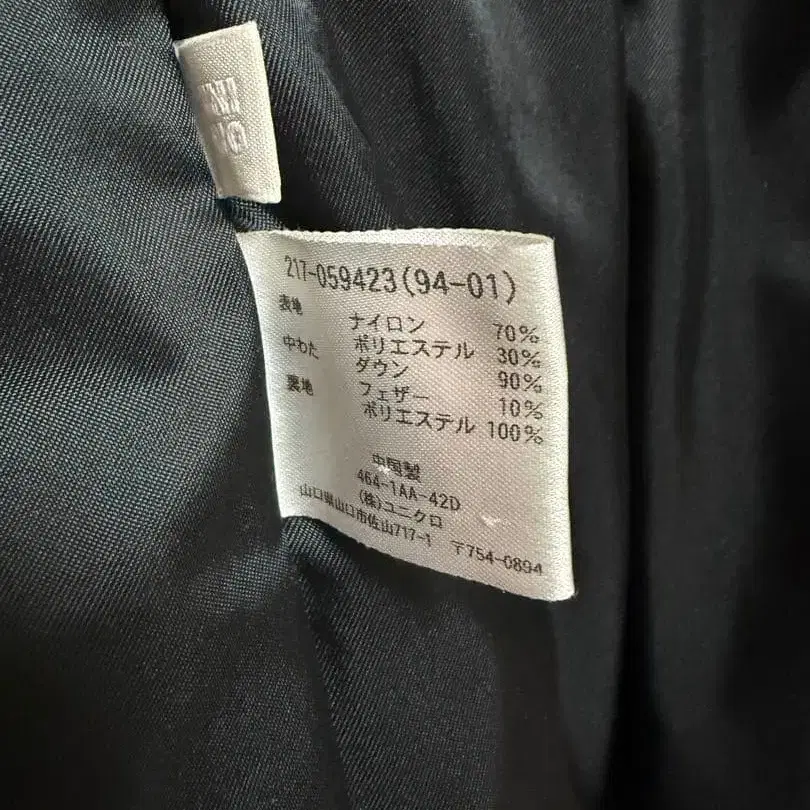 217-059423(94-01)
表地 ナイロン 70%
ポリエステル 30%
中わた ダウン 90%
フェザー 10%
裏地 ポリエステル 100%
中国製
464-1AA-42D
(株)ユニクロ
山口県山口市佐山717-1 〒754-0894